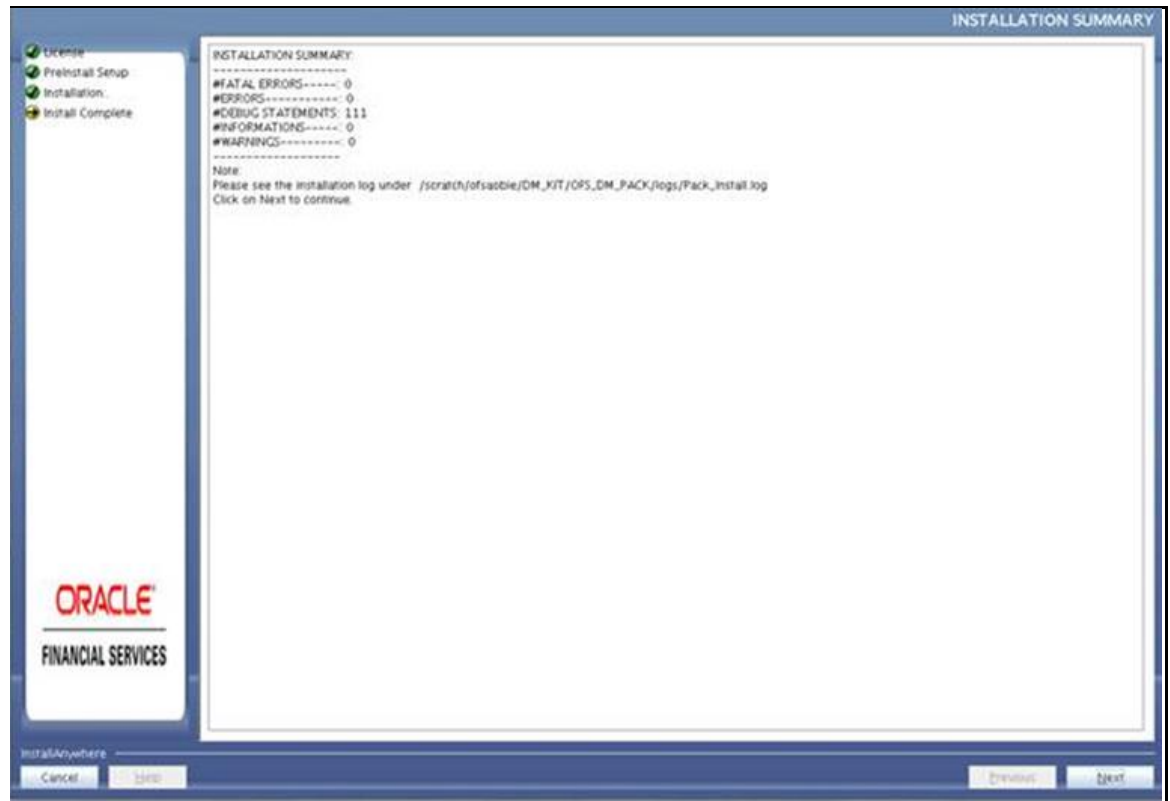 INSTALLATION SUMMARY
License
PreInstall Setup
Installation..
Install Complete
INSTALLATION SUMMARY:
--------------------
#FATAL ERRORS-----: 0
#ERRORS-----------: 0
#DEBUG STATEMENTS: 111
#INFORMATIONS-----: 0
#WARNINGS---------: 0
-------------------
Note:
Please see the installation log under /scratch/ofsaobie/DM_KIT/OFS_DM_PACK/logs/Pack_Install.log
Click on Next to continue.
ORACLE
FINANCIAL SERVICES
InstallAnywhere
Cancel Help Previous Next